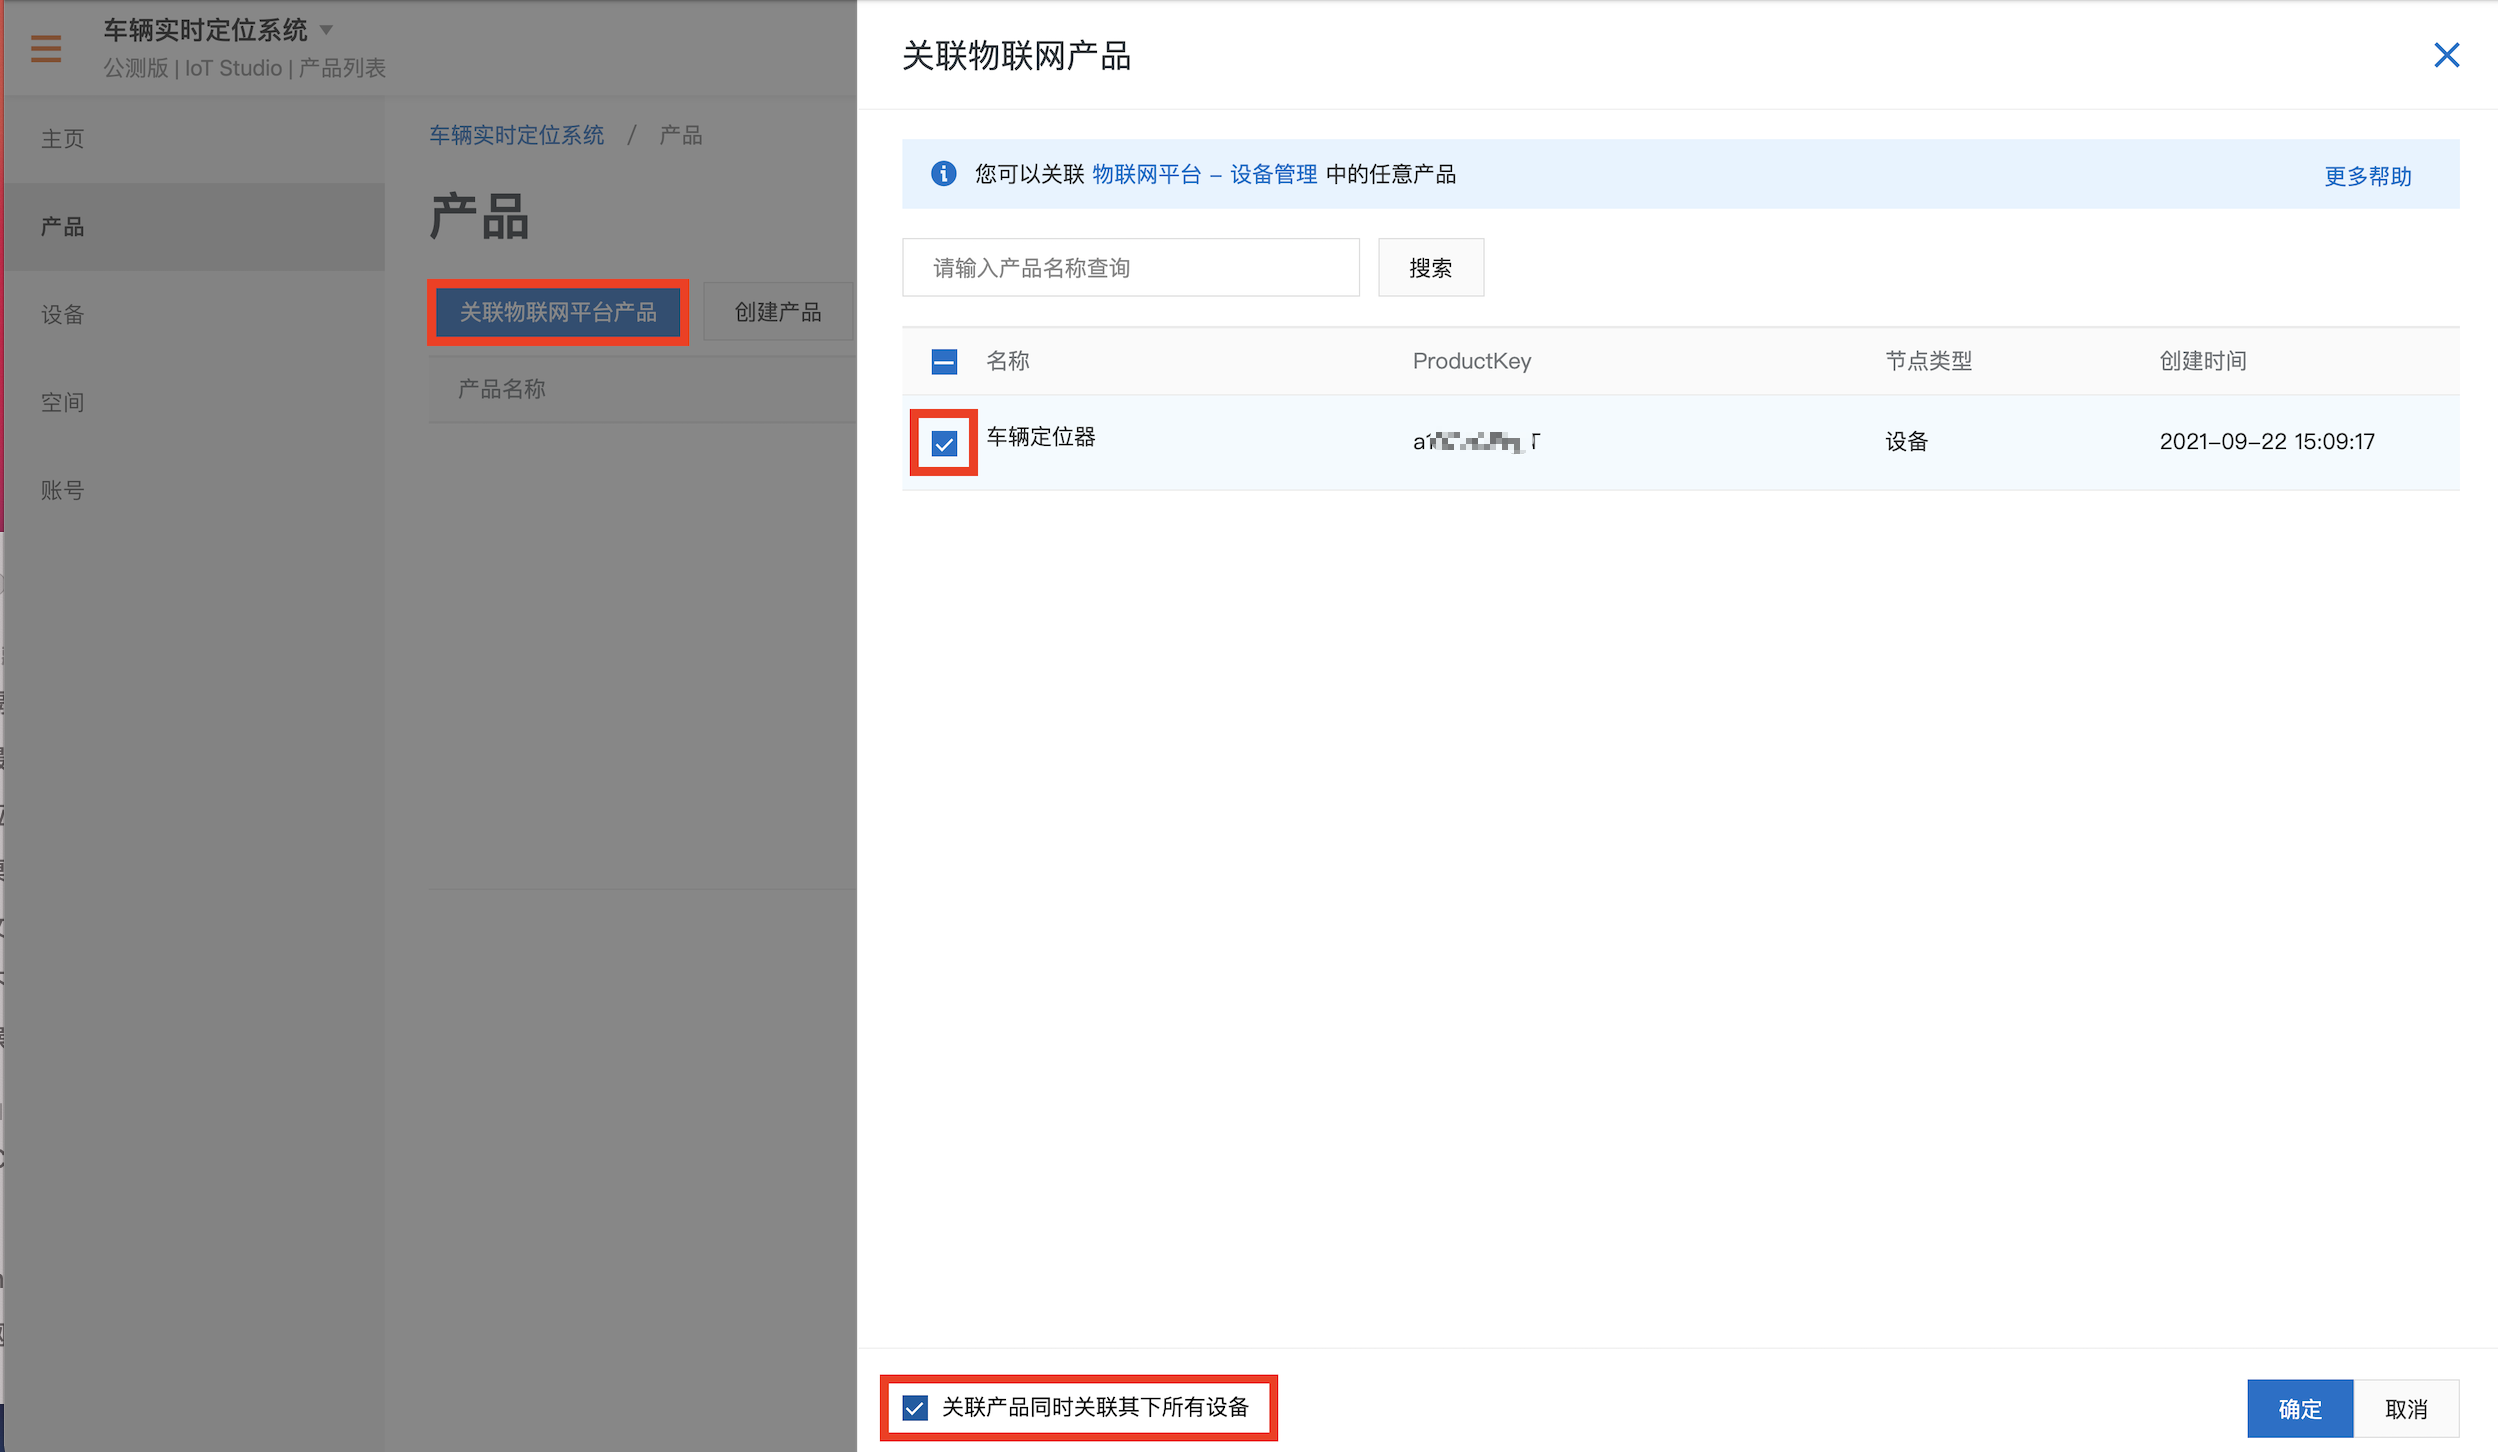 车辆实时定位系统
公测版 | IoT Studio | 产品列表
主页
产品
设备
空间
账号
车辆实时定位系统 / 产品
产品
关联物联网平台产品 创建产品
产品名称
关联物联网产品
您可以关联 物联网平台 – 设备管理 中的任意产品 更多帮助
请输入产品名称查询 搜索
名称 ProductKey 节点类型 创建时间
车辆定位器 设备 2021–09–22 15:09:17
关联产品同时关联其下所有设备
确定 取消